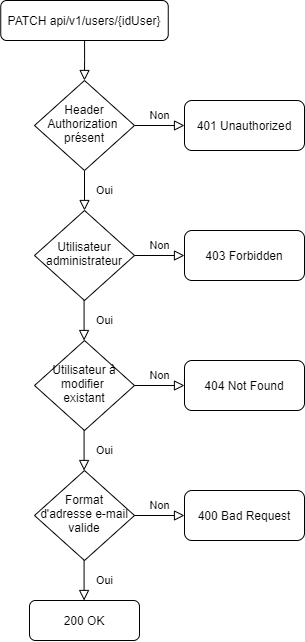 PATCH api/v1/users/{idUser}
Header
Authorization
présent
Non
401 Unauthorized
Oui
Utilisateur
administrateur
Non
403 Forbidden
Oui
Utilisateur à
modifier
existant
Non
404 Not Found
Oui
Format
d'adresse e-mail
valide
Non
400 Bad Request
Oui
200 OK